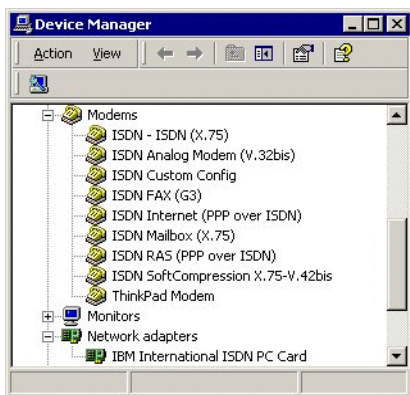 Device Manager
Action View
Modems
ISDN - ISDN (X.75)
ISDN Analog Modem (V.32bis)
ISDN Custom Config
ISDN FAX (G3)
ISDN Internet (PPP over ISDN)
ISDN Mailbox (X.75)
ISDN RAS (PPP over ISDN)
ISDN SoftCompression X.75-V.42bis
ThinkPad Modem
Monitors
Network adapters
IBM International ISDN PC Card